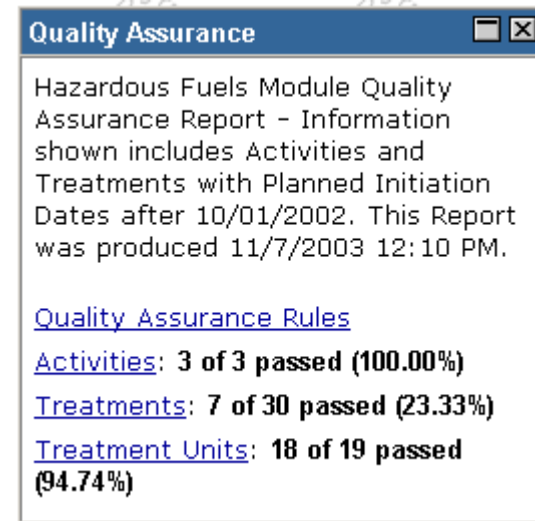 Quality Assurance
Hazardous Fuels Module Quality
Assurance Report - Information
shown includes Activities and
Treatments with Planned Initiation
Dates after 10/01/2002. This Report
was produced 11/7/2003 12:10 PM.
Quality Assurance Rules
Activities: 3 of 3 passed (100.00%)
Treatments: 7 of 30 passed (23.33%)
Treatment Units: 18 of 19 passed
(94.74%)